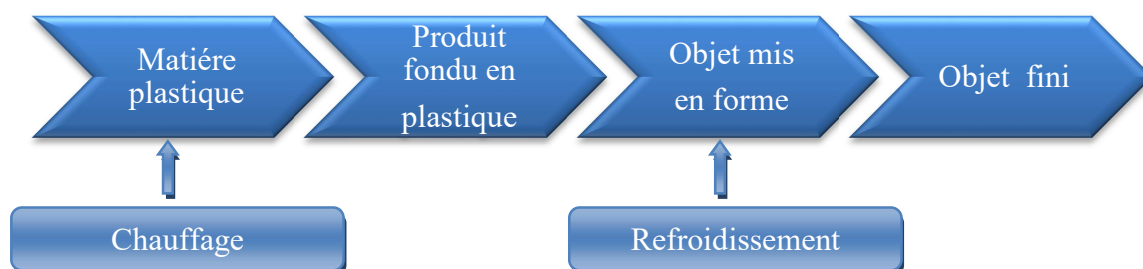 Matiére
plastique
Produit
fondu en
plastique
Objet mis
en forme
Objet fini
Chauffage
Refroidissement